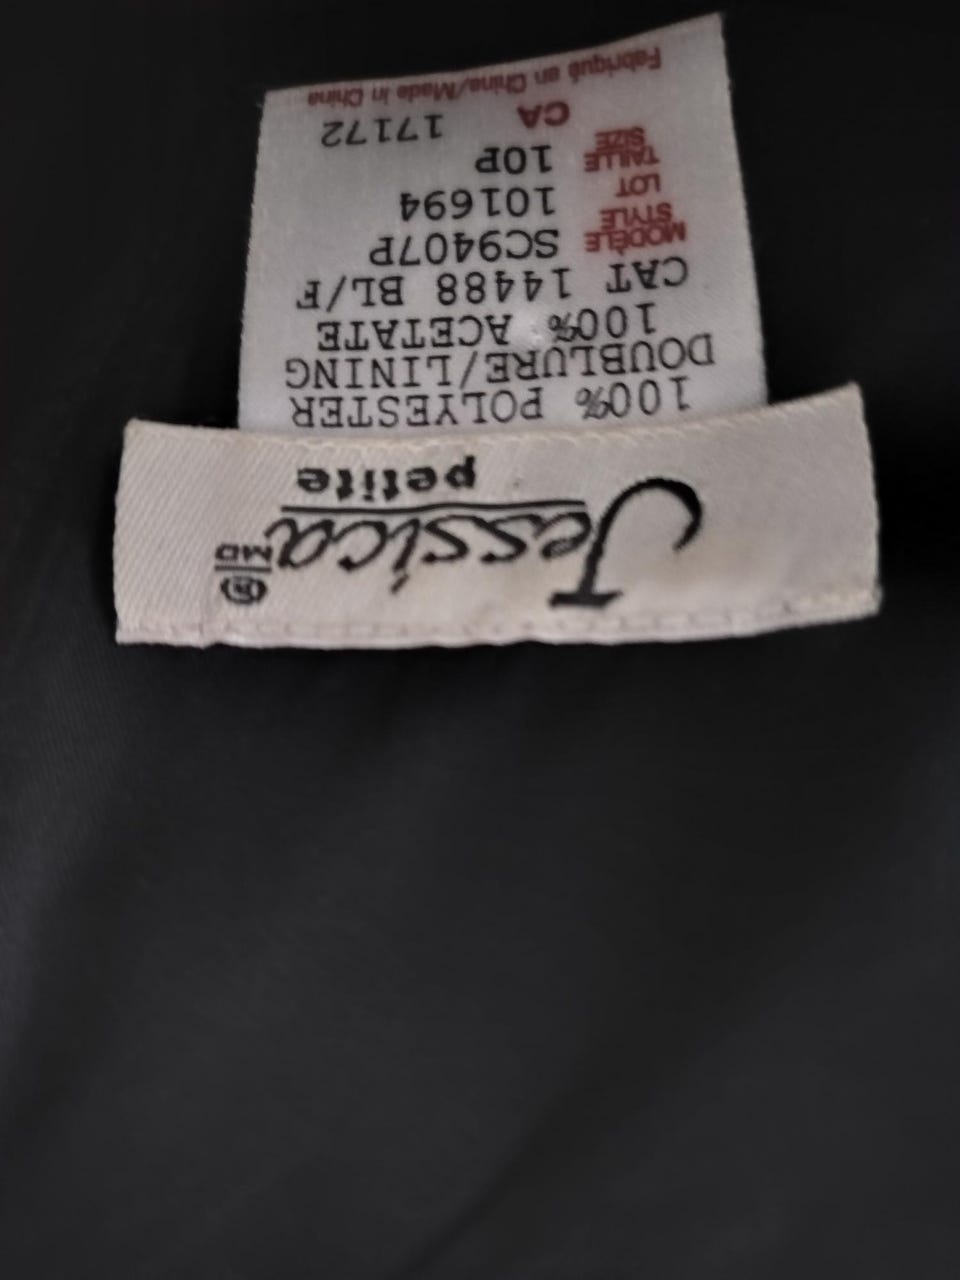 Jessica
® MD
petite
100% POLYESTER
DOUBLURE/LINING
100% ACETATE
CAT 14488 BL/F
MODÈLE STYLE SC9407P
LOT 101694
TAILLE SIZE 10P
CA 17172
Fabriqué en Chine/Made in China